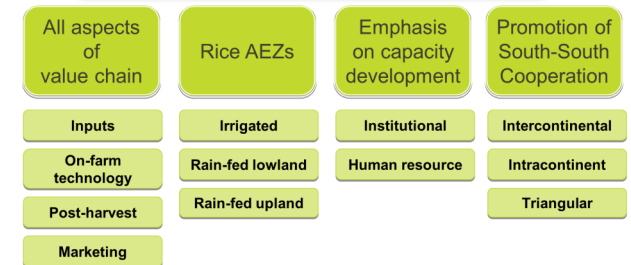 All aspects
of
value chain
Inputs
On-farm
technology
Post-harvest
Marketing
Rice AEZs
Irrigated
Rain-fed lowland
Rain-fed upland
Emphasis
on capacity
development
Institutional
Human resource
Promotion of
South-South
Cooperation
Intercontinental
Intracontinent
Triangular